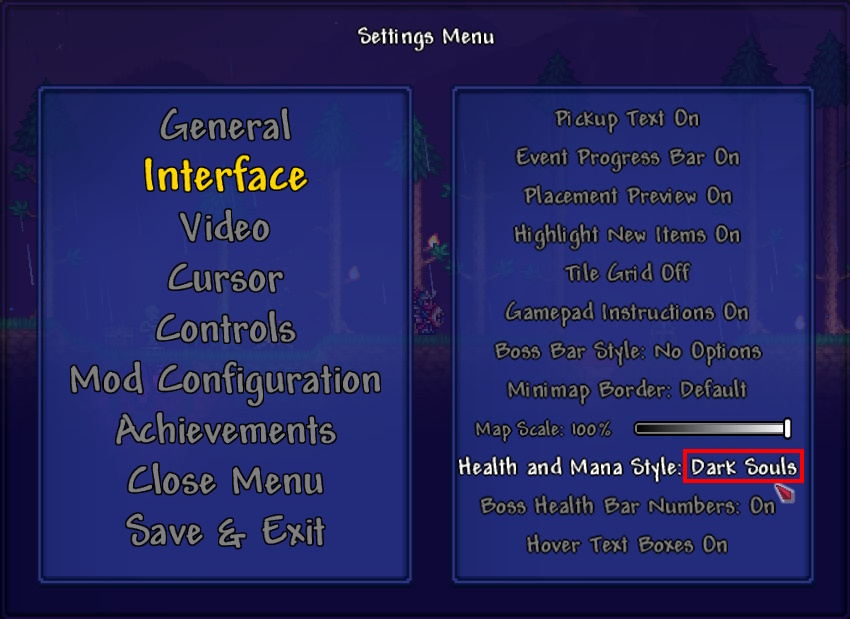 Settings Menu
General
Interface
Video
Cursor
Controls
Mod Configuration
Achievements
Close Menu
Save & Exit
Pickup Text On
Event Progress Bar On
Placement Preview On
Highlight New Items On
Tile Grid Off
Gamepad Instructions On
Boss Bar Style: No Options
Minimap Border: Default
Map Scale: 100%
Health and Mana Style: Dark Souls
Boss Health Bar Numbers: On
Hover Text Boxes On